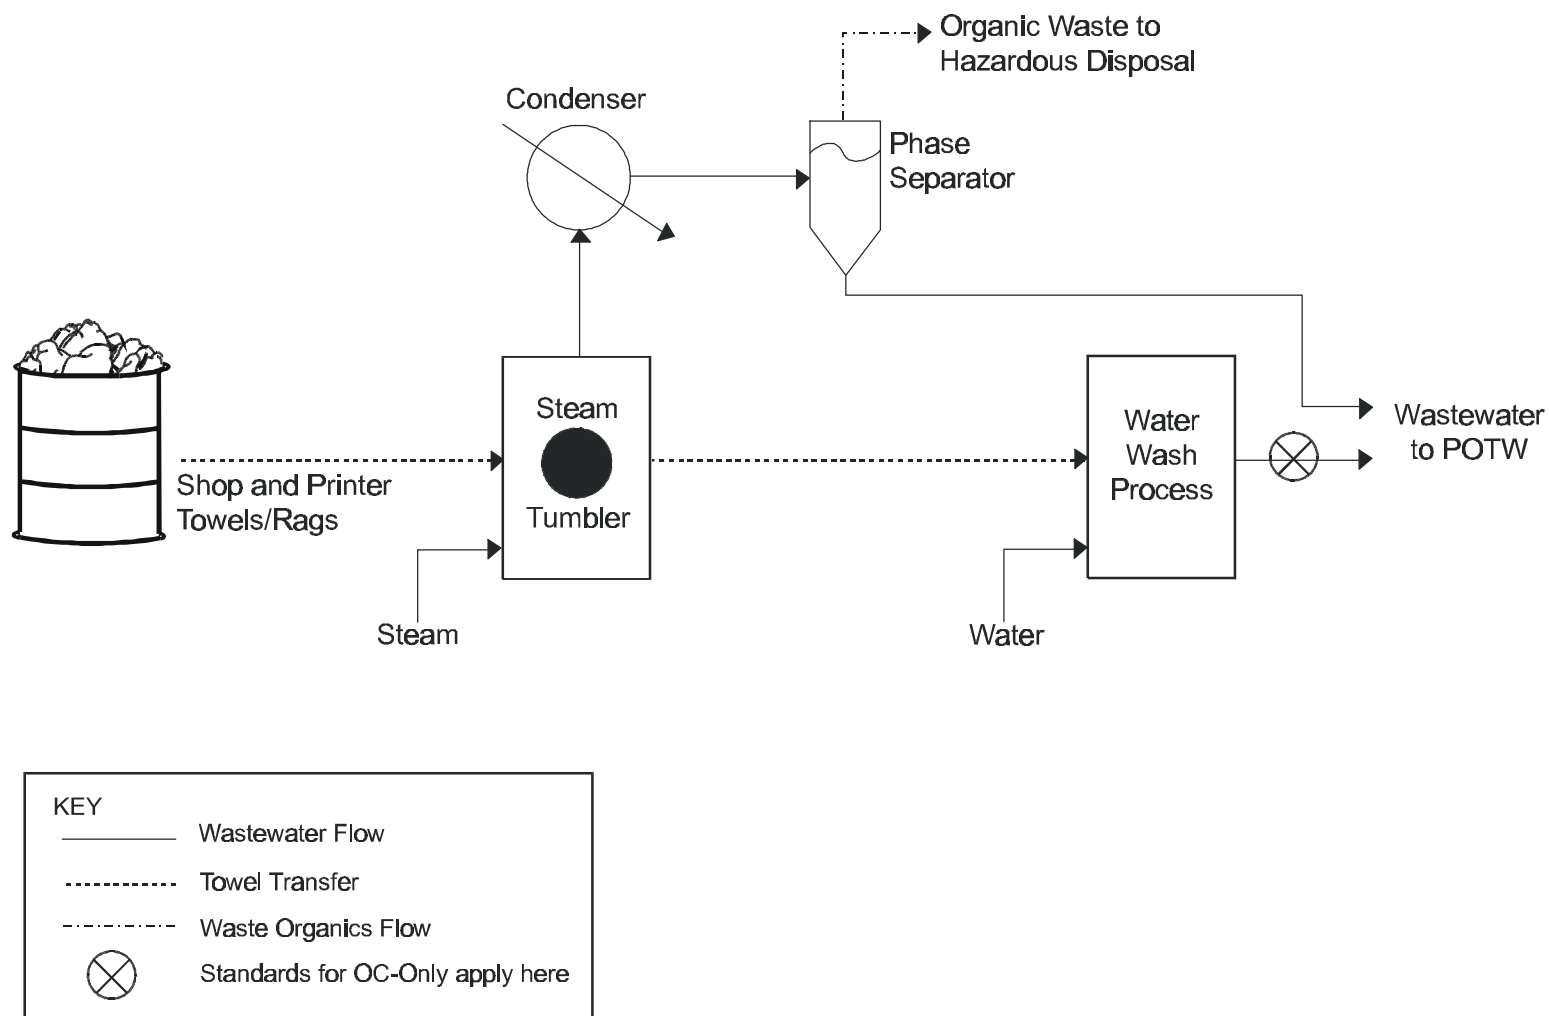 Organic Waste to
Hazardous Disposal
Condenser
Phase
Separator
Steam
Tumbler
Water
Wash
Process
Wastewater
to POTW
Shop and Printer
Towels/Rags
Steam
Water
KEY
Wastewater Flow
Towel Transfer
Waste Organics Flow
Standards for OC-Only apply here